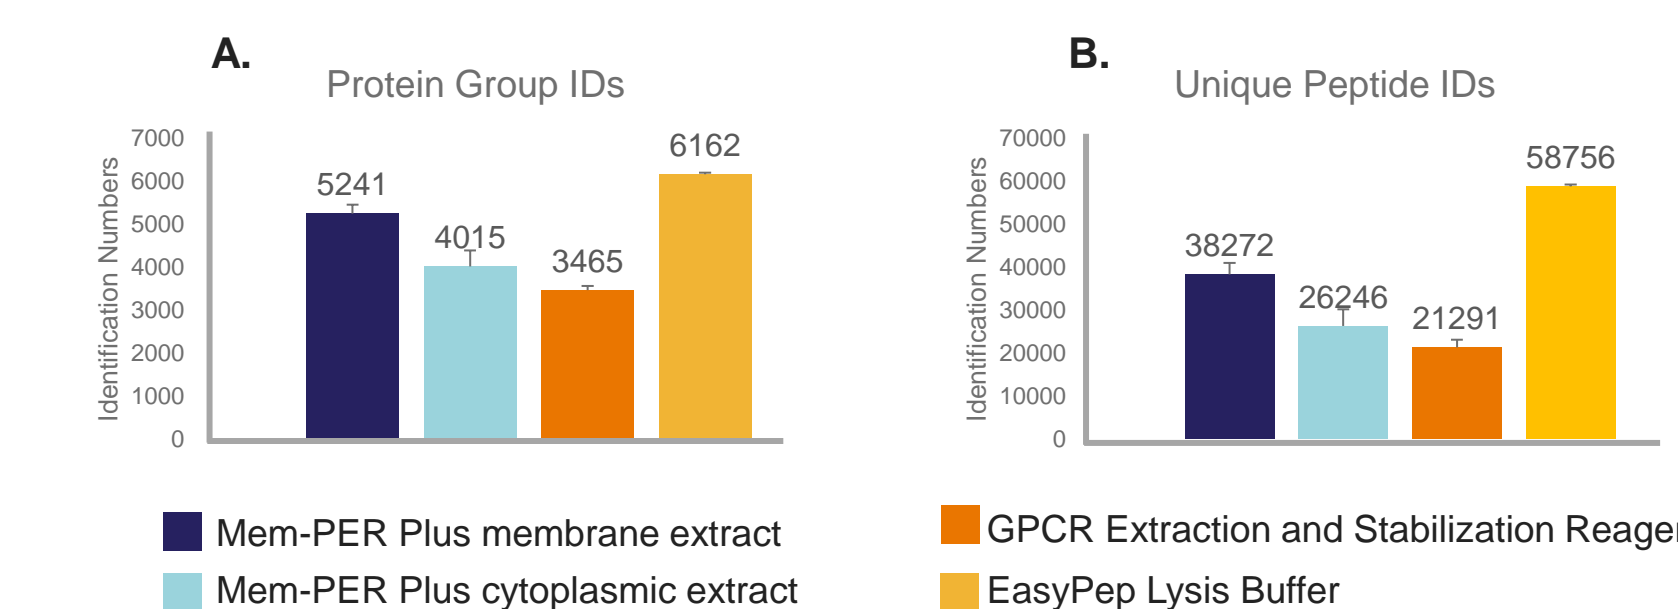 A.
Protein Group IDs
Identification Numbers
7000
6000
5000
4000
3000
2000
1000
0
5241
4015
3465
6162
B.
Unique Peptide IDs
Identification Numbers
70000
60000
50000
40000
30000
20000
10000
0
38272
26246
21291
58756
Mem-PER Plus membrane extract
Mem-PER Plus cytoplasmic extract
GPCR Extraction and Stabilization
EasyPep Lysis Buffer